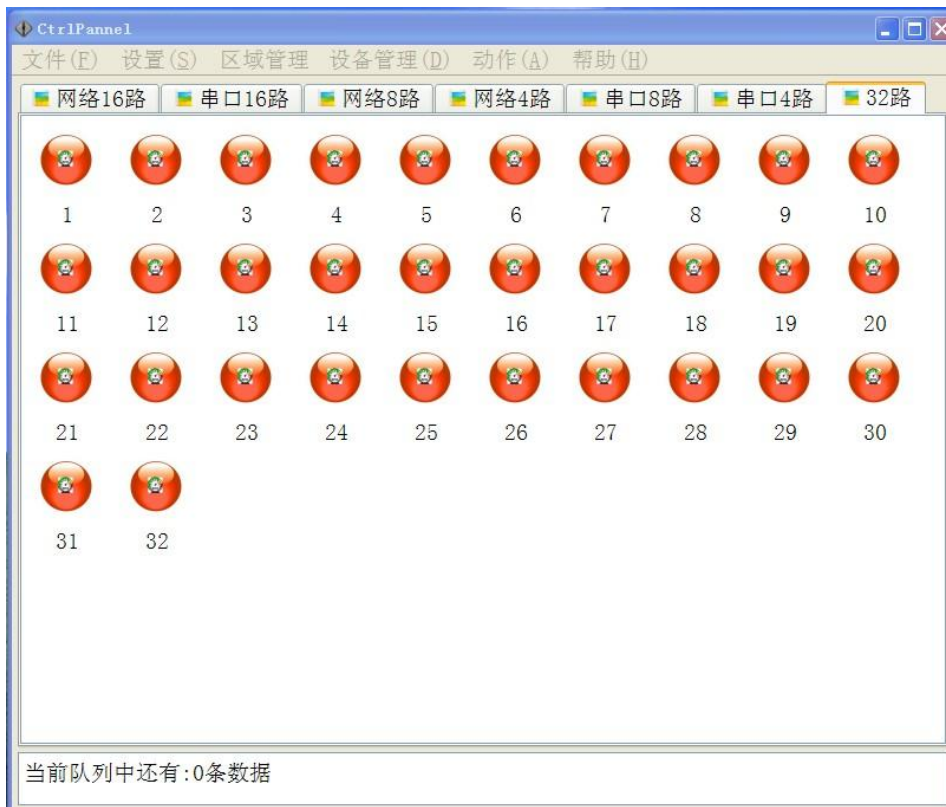 CtrlPannel
文件(F) 设置(S) 区域管理 设备管理(D) 动作(A) 帮助(H)
网络16路 串口16路 网络8路 网络4路 串口8路 串口4路 32路
1 2 3 4 5 6 7 8 9 10
11 12 13 14 15 16 17 18 19 20
21 22 23 24 25 26 27 28 29 30
31 32
当前队列中还有:0条数据